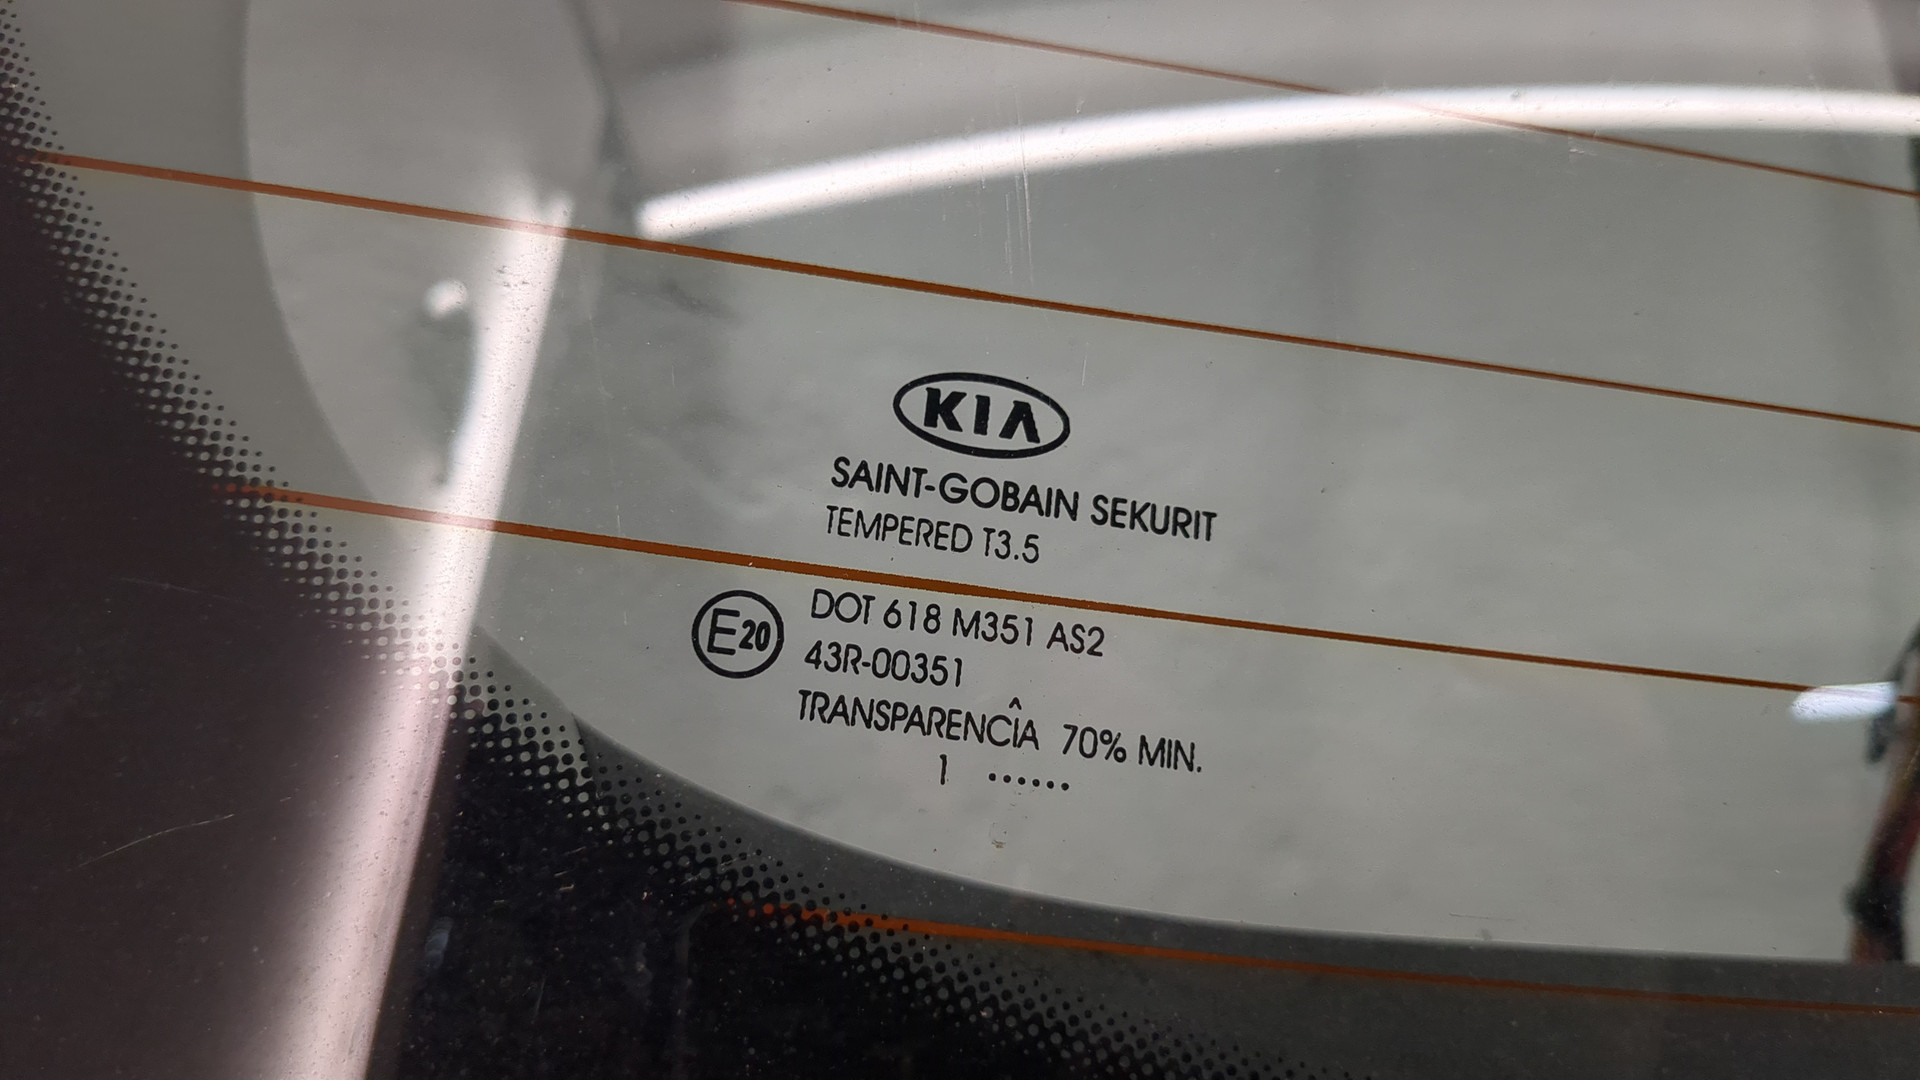 KIA
SAINT-GOBAIN SEKURIT
TEMPERED T3.5
E20
DOT 618 M351 AS2
43R-00351
TRANSPARENCÎA 70% MIN.
1 ......